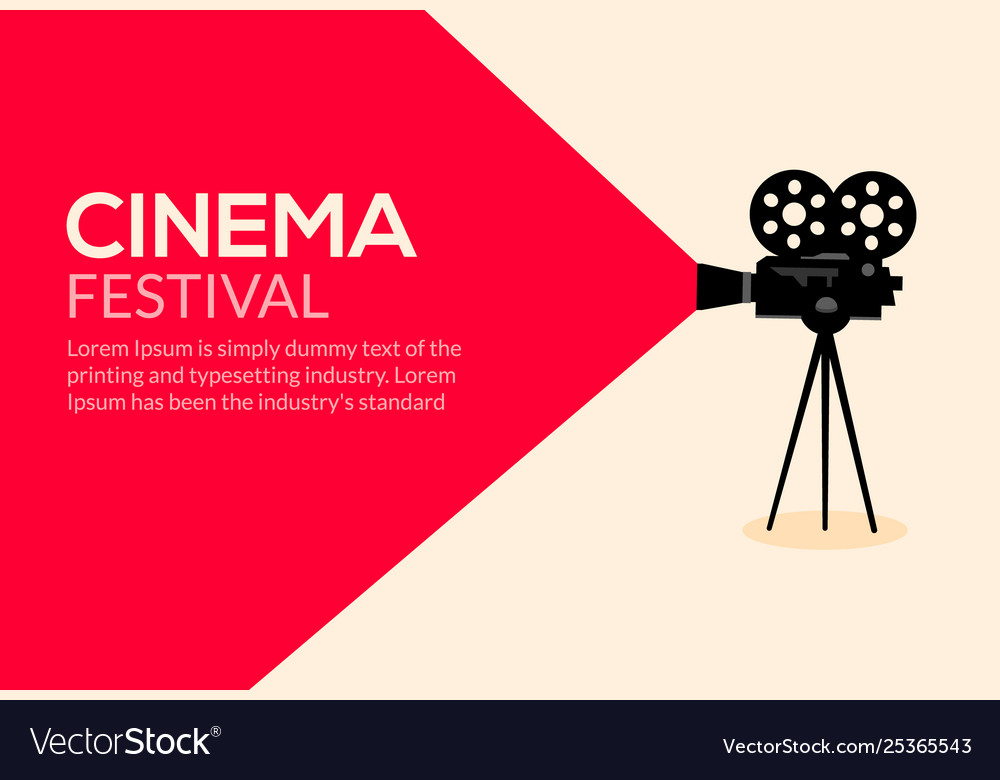 CINEMA
FESTIVAL
Lorem Ipsum is simply dummy text of the
printing and typesetting industry. Lorem
Ipsum has been the industry's standard
VectorStock®
VectorStock.com/25365543